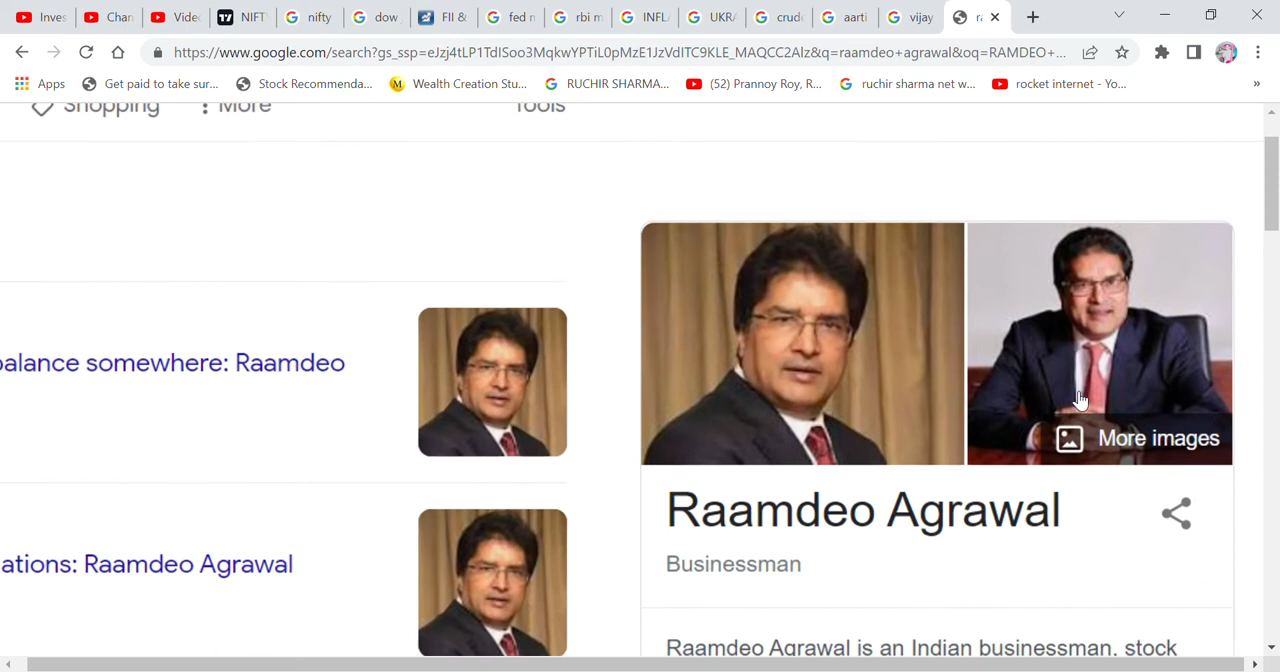 Inves
Chan
Vide
NIFT
nifty
dow
FII &
fed n
rbi m
INFL
UKRA
crud
aarti
vijay
https://www.google.com/search?gs_ssp=eJzj4tLP1TdISoo3MqkwYPTiL0pMzE1JzVdITC9KLE_MAQCC2AIz&q=raamdeo+agrawal&oq=RAMDEO+...
Apps
Get paid to take sur...
Stock Recommenda...
M Wealth Creation Stu...
RUCHIR SHARMA...
(52) Prannoy Roy, R...
ruchir sharma net w...
rocket internet - Yo...
»
Shopping
More
Tools
balance somewhere: Raamdeo
More images
Raamdeo Agrawal
ations: Raamdeo Agrawal
Businessman
Raamdeo Agrawal is an Indian businessman, stock